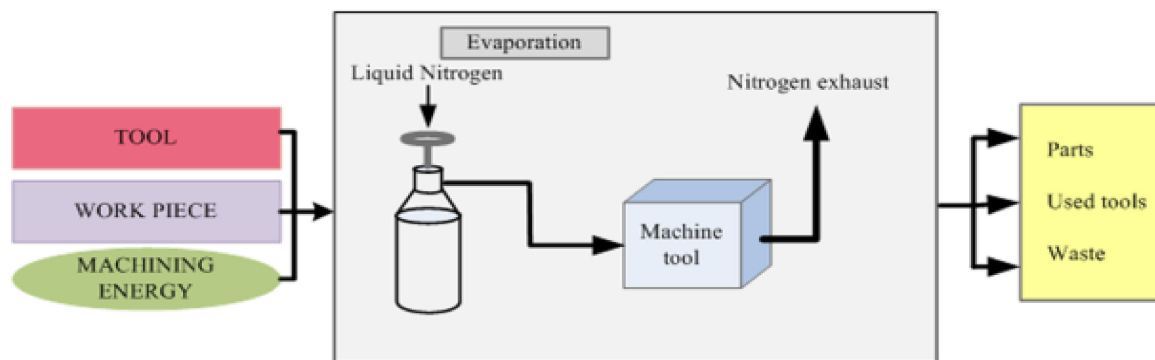 Evaporation
Liquid Nitrogen
Nitrogen exhaust
TOOL
WORK PIECE
MACHINING
ENERGY
Machine
tool
Parts
Used tools
Waste